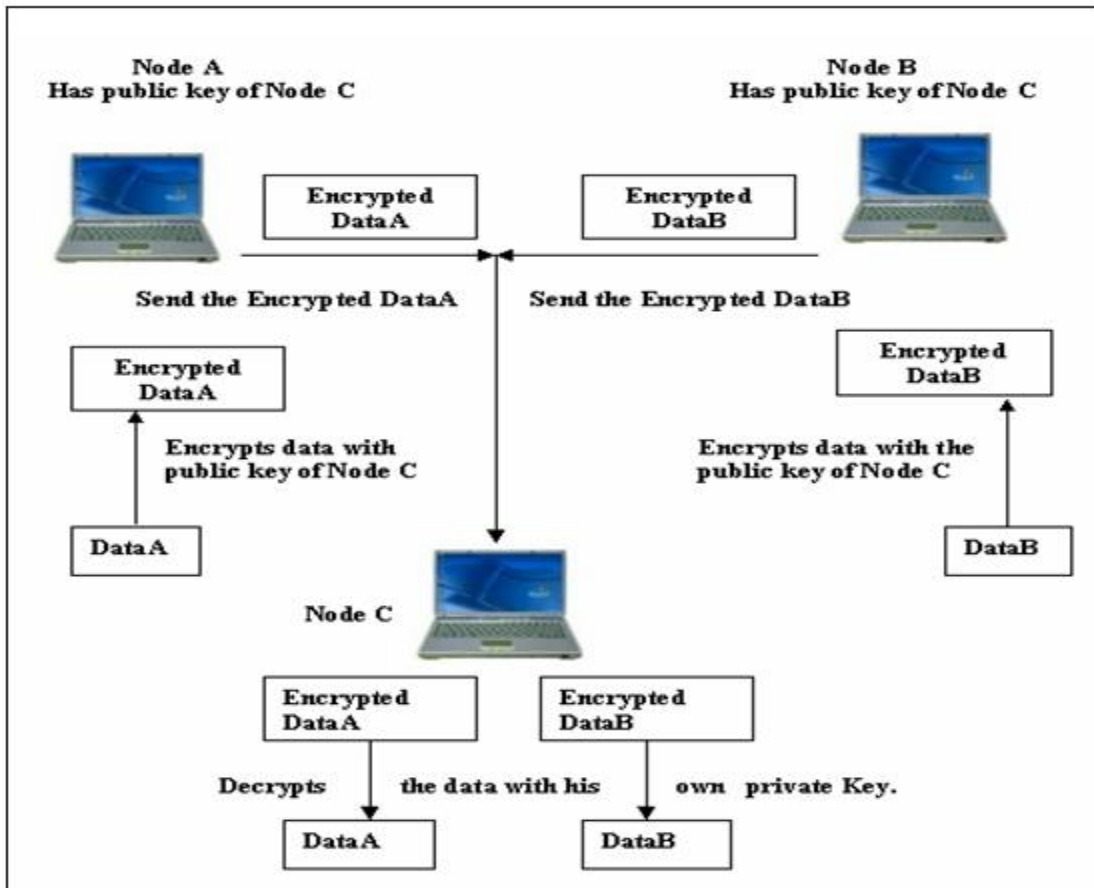 Node A
Has public key of Node C
Node B
Has public key of Node C
Encrypted
DataA
Encrypted
DataB
Send the Encrypted DataA
Send the Encrypted DataB
Encrypted
DataA
Encrypted
DataB
Encrypts data with
public key of Node C
Encrypts data with the
public key of Node C
DataA
DataB
Node C
Encrypted
DataA
Encrypted
DataB
Decrypts the data with his own private Key.
DataA
DataB